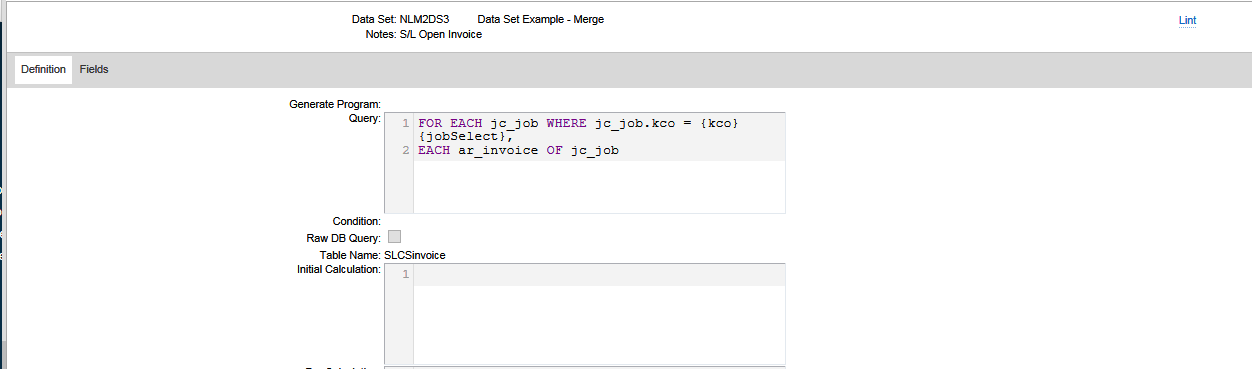 Data Set: NLM2DS3 Data Set Example - Merge
Lint
Notes: S/L Open Invoice
Definition Fields
Generate Program:
Query:
1 FOR EACH jc_job WHERE jc_job.kco = {kco}
{jobSelect},
2 EACH ar_invoice OF jc_job
Condition:
Raw DB Query:
Table Name: SLCSinvoice
Initial Calculation:
1